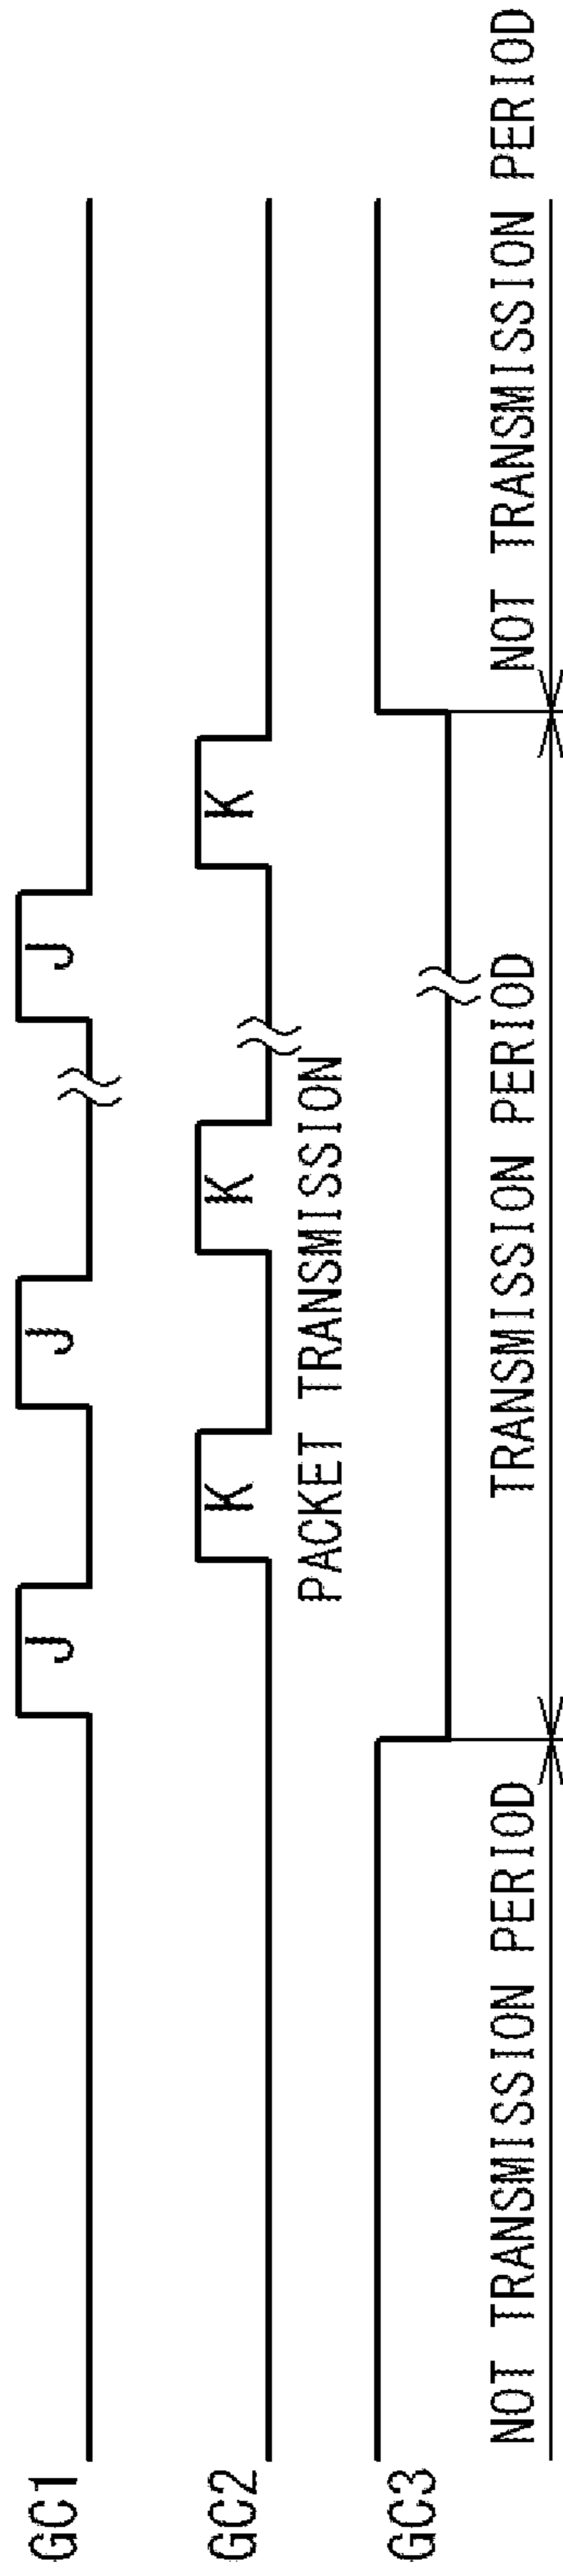 GC1
J
J
J
GC2
K
K
K
PACKET TRANSMISSION
GC3
NOT TRANSMISSION PERIOD
TRANSMISSION PERIOD
NOT TRANSMISSION PERIOD